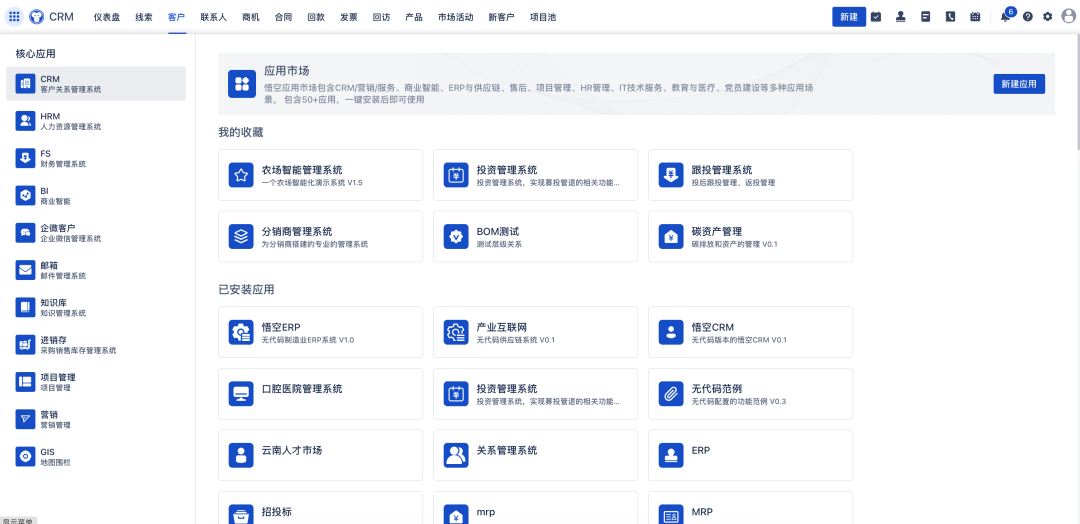 CRM 仪表盘 线索 客户 联系人 商机 合同 回款 发票 回访 产品 市场活动 新客户 项目池 新建 6
核心应用
CRM
客户关系管理系统
HRM
人力资源管理系统
FS
财务管理系统
BI
商业智能
企微客户
企业微信管理系统
邮箱
邮件管理系统
知识库
知识管理系统
进销存
采购销售库存管理系统
项目管理
项目管理
营销
营销管理
GIS
地图围栏
显示菜单
应用市场
悟空应用市场包含CRM/营销/服务、商业智能、ERP与供应链、售后、项目管理、HR管理、IT技术服务、教育与医疗、党员建设等多种应用场
景， 包含50+应用，一键安装后即可使用
新建应用
我的收藏
农场智能管理系统
一个农场智能化演示系统 V1.5
投资管理系统
投资管理系统，实现募投管退的相关功能...
跟投管理系统
投后跟投管理、返投管理
分销商管理系统
为分销商搭建的专业的管理系统
BOM测试
测试层级关系
碳资产管理
碳排放和资产的管理 V0.1
已安装应用
悟空ERP
无代码制造业ERP系统 V1.0
产业互联网
无代码供应链系统 V0.1
悟空CRM
无代码版本的悟空CRM V0.1
口腔医院管理系统
投资管理系统
投资管理系统，实现募投管退的相关功能...
无代码范例
无代码配置的功能范例 V0.3
云南人才市场
关系管理系统
ERP
招投标
mrp
MRP